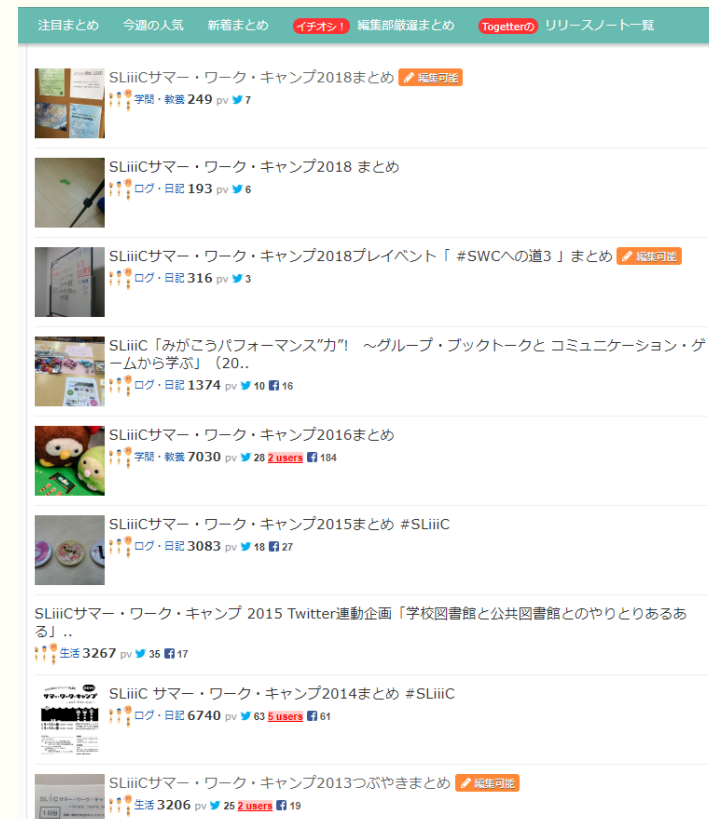 注目まとめ 今週の人気 新着まとめ イチオシ! 編集部厳選まとめ Togetterの リリースノート一覧
SLiiiCサマー・ワーク・キャンプ2018まとめ 編集可能
学問・教養 249 pv 7
SLiiiCサマー・ワーク・キャンプ2018 まとめ
ログ・日記 193 pv 6
SLiiiCサマー・ワーク・キャンプ2018プレイベント「 #SWCへの道3 」まとめ 編集可能
ログ・日記 316 pv 3
SLiiiC「みがこうパフォーマンス”力”! ～グループ・ブックトークと コミュニケーション・ゲ
ームから学ぶ」（20..
ログ・日記 1374 pv 10 16
SLiiiCサマー・ワーク・キャンプ2016まとめ
学問・教養 7030 pv 28 2 users 184
SLiiiCサマー・ワーク・キャンプ2015まとめ #SLiiiC
ログ・日記 3083 pv 18 27
SLiiiCサマー・ワーク・キャンプ 2015 Twitter連動企画「学校図書館と公共図書館とのやりとりあるあ
る」..
生活 3267 pv 35 17
SLiiiC サマー・ワーク・キャンプ2014まとめ #SLiiiC
サマー・ワーク・キャンプ
ログ・日記 6740 pv 63 5 users 61
SLiiiCサマー・ワーク・キャンプ2013つぶやきまとめ 編集可能
生活 3206 pv 25 2 users 19